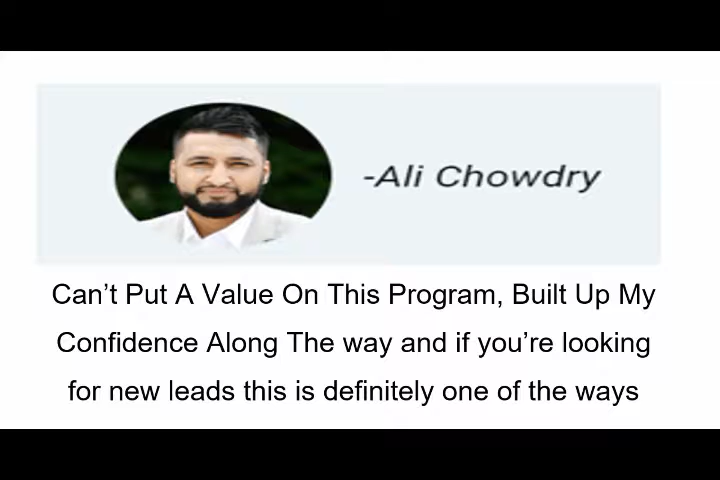 -Ali Chowdry
Can’t Put A Value On This Program, Built Up My
Confidence Along The way and if you’re looking
for new leads this is definitely one of the ways